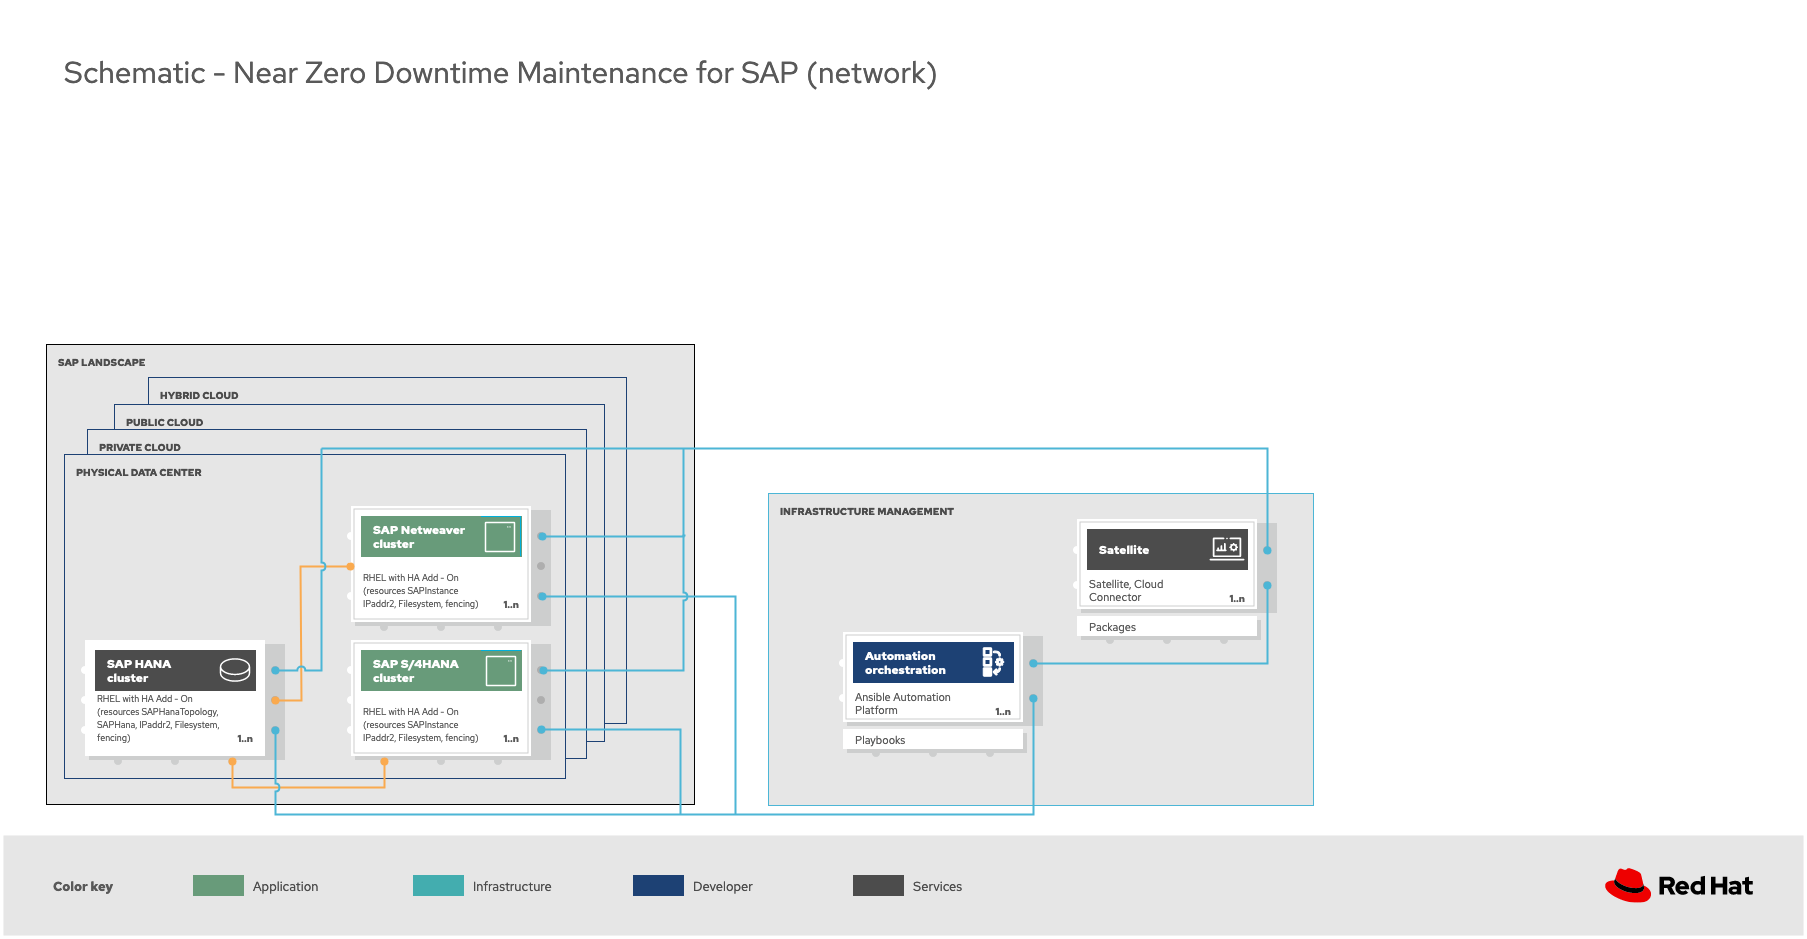 Schematic - Near Zero Downtime Maintenance for SAP (network)
SAP LANDSCAPE
HYBRID CLOUD
PUBLIC CLOUD
PRIVATE CLOUD
PHYSICAL DATA CENTER
SAP Netweaver
cluster
RHEL with HA Add - On
(resources SAPInstance
IPaddr2, Filesystem, fencing)
1..n
SAP HANA
cluster
RHEL with HA Add - On
(resources SAPHanaTopology,
SAPHana, IPaddr2, Filesystem,
fencing)
1..n
SAP S/4HANA
cluster
RHEL with HA Add - On
(resources SAPInstance
IPaddr2, Filesystem, fencing)
1..n
INFRASTRUCTURE MANAGEMENT
Satellite
Satellite, Cloud
Connector
1..n
Packages
Automation
orchestration
Ansible Automation
Platform
1..n
Playbooks
Color key
Application
Infrastructure
Developer
Services
Red Hat